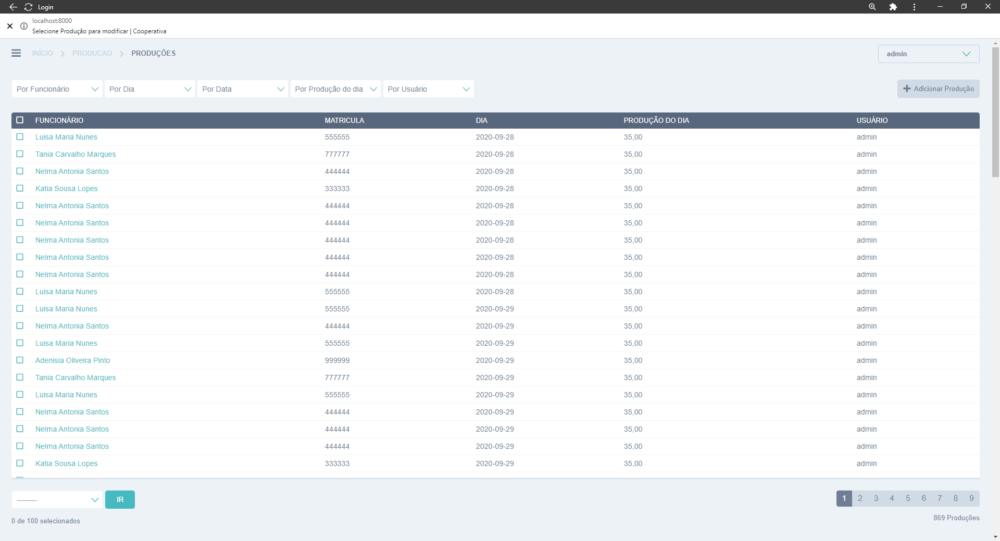 Login
localhost:8000
Selecione Produção para modificar | Cooperativa
INÍCIO PRODUCAO PRODUÇÕES
admin
Por Funcionário Por Dia Por Data Por Produção do dia Por Usuário Adicionar Produção
FUNCIONÁRIO MATRICULA DIA PRODUÇÃO DO DIA USUÁRIO
Luisa Maria Nunes 555555 2020-09-28 35,00 admin
Tania Carvalho Marques 777777 2020-09-28 35,00 admin
Nelma Antonia Santos 444444 2020-09-28 35,00 admin
Katia Sousa Lopes 333333 2020-09-28 35,00 admin
Nelma Antonia Santos 444444 2020-09-28 35,00 admin
Nelma Antonia Santos 444444 2020-09-28 35,00 admin
Nelma Antonia Santos 444444 2020-09-28 35,00 admin
Nelma Antonia Santos 444444 2020-09-28 35,00 admin
Nelma Antonia Santos 444444 2020-09-28 35,00 admin
Luisa Maria Nunes 555555 2020-09-28 35,00 admin
Luisa Maria Nunes 555555 2020-09-29 35,00 admin
Nelma Antonia Santos 444444 2020-09-29 35,00 admin
Luisa Maria Nunes 555555 2020-09-29 35,00 admin
Adenisia Oliveira Pinto 999999 2020-09-29 35,00 admin
Tania Carvalho Marques 777777 2020-09-29 35,00 admin
Luisa Maria Nunes 555555 2020-09-29 35,00 admin
Nelma Antonia Santos 444444 2020-09-29 35,00 admin
Nelma Antonia Santos 444444 2020-09-29 35,00 admin
Nelma Antonia Santos 444444 2020-09-29 35,00 admin
Katia Sousa Lopes 333333 2020-09-29 35,00 admin
--------- IR 1 2 3 4 5 6 7 8 9
0 de 100 selecionados 869 Produções